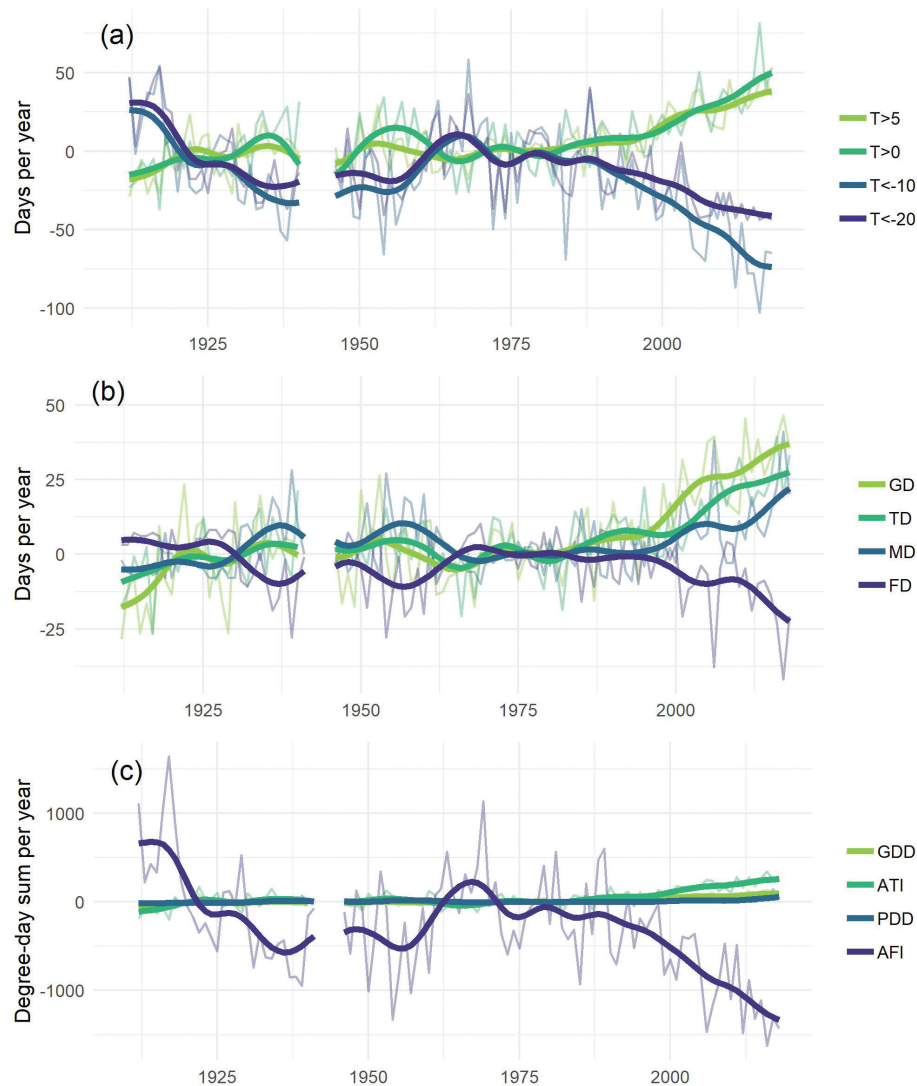 (a)
Days per year
50
0
-50
-100
1925
1950
1975
2000
T>5
T>0
T<-10
T<-20
(b)
Days per year
50
25
0
-25
1925
1950
1975
2000
GD
TD
MD
FD
(c)
Degree-day sum per year
1000
0
-1000
1925
1950
1975
2000
GDD
ATI
PDD
AFI